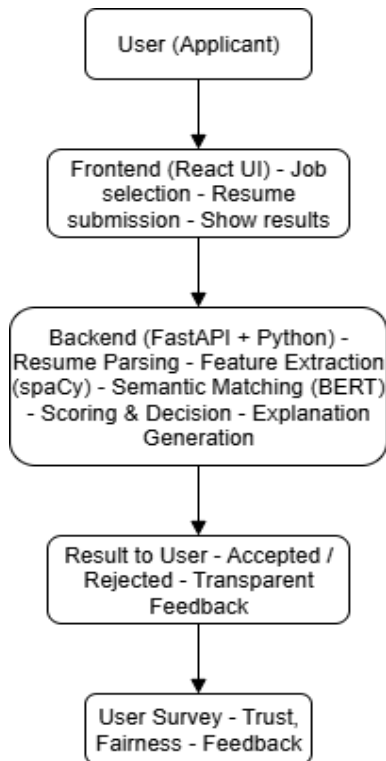 User (Applicant)
Frontend (React UI) - Job
selection - Resume
submission - Show results
Backend (FastAPI + Python) -
Resume Parsing - Feature Extraction
(spaCy) - Semantic Matching (BERT)
- Scoring & Decision - Explanation
Generation
Result to User - Accepted /
Rejected - Transparent
Feedback
User Survey - Trust,
Fairness - Feedback